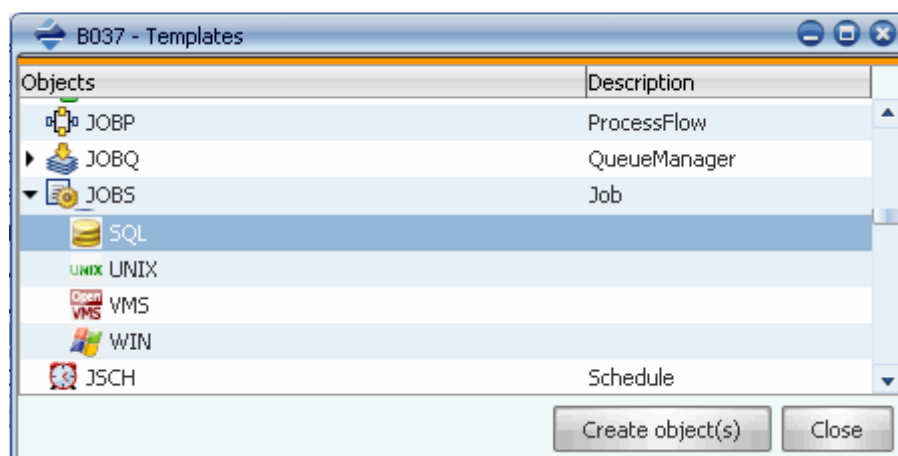 B037 - Templates
Objects Description
JOBP ProcessFlow
JOBQ QueueManager
JOBS Job
SQL
UNIX UNIX
Open VMS VMS
WIN
JSCH Schedule
Create object(s) Close